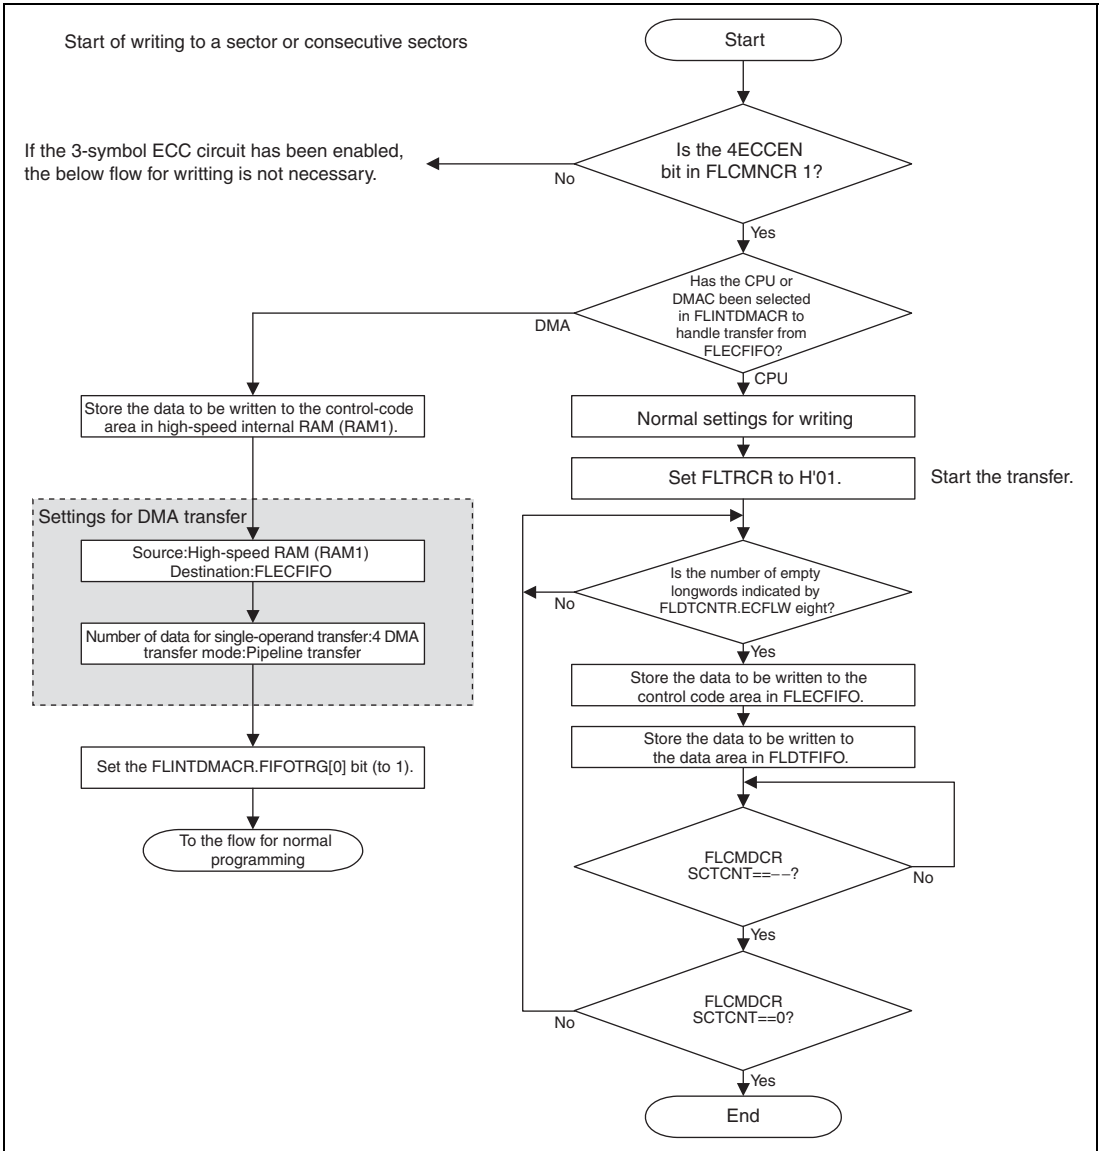 Start of writing to a sector or consecutive sectors
Start
If the 3-symbol ECC circuit has been enabled,
the below flow for writting is not necessary.
Is the 4ECCEN
bit in FLCMNCR 1?
No
Yes
Has the CPU or
DMAC been selected
in FLINTDMACR to
handle transfer from
FLECFIFO?
DMA
CPU
Store the data to be written to the control-code
area in high-speed internal RAM (RAM1).
Normal settings for writing
Set FLTRCR to H'01.
Start the transfer.
Settings for DMA transfer
Source:High-speed RAM (RAM1)
Destination:FLECFIFO
Is the number of empty
longwords indicated by
FLDTCNTR.ECFLW eight?
No
Yes
Number of data for single-operand transfer:4 DMA
transfer mode:Pipeline transfer
Store the data to be written to the
control code area in FLECFIFO.
Store the data to be written to
the data area in FLDTFIFO.
Set the FLINTDMACR.FIFOTRG[0] bit (to 1).
To the flow for normal
programming
FLCMDCR
SCTCNT==−−?
No
Yes
FLCMDCR
SCTCNT==0?
No
Yes
End